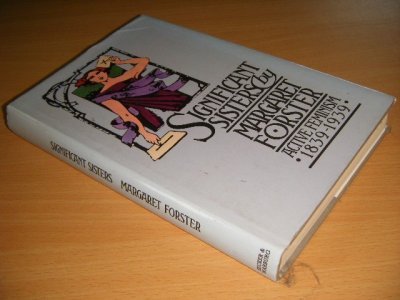 SIGNIFICANT
SISTERS by
MARGARET
FORSTER
ACTIVE FEMINISM
1839-1939
SIGNIFICANT SISTERS MARGARET FORSTER
SECKER &
WARBURG